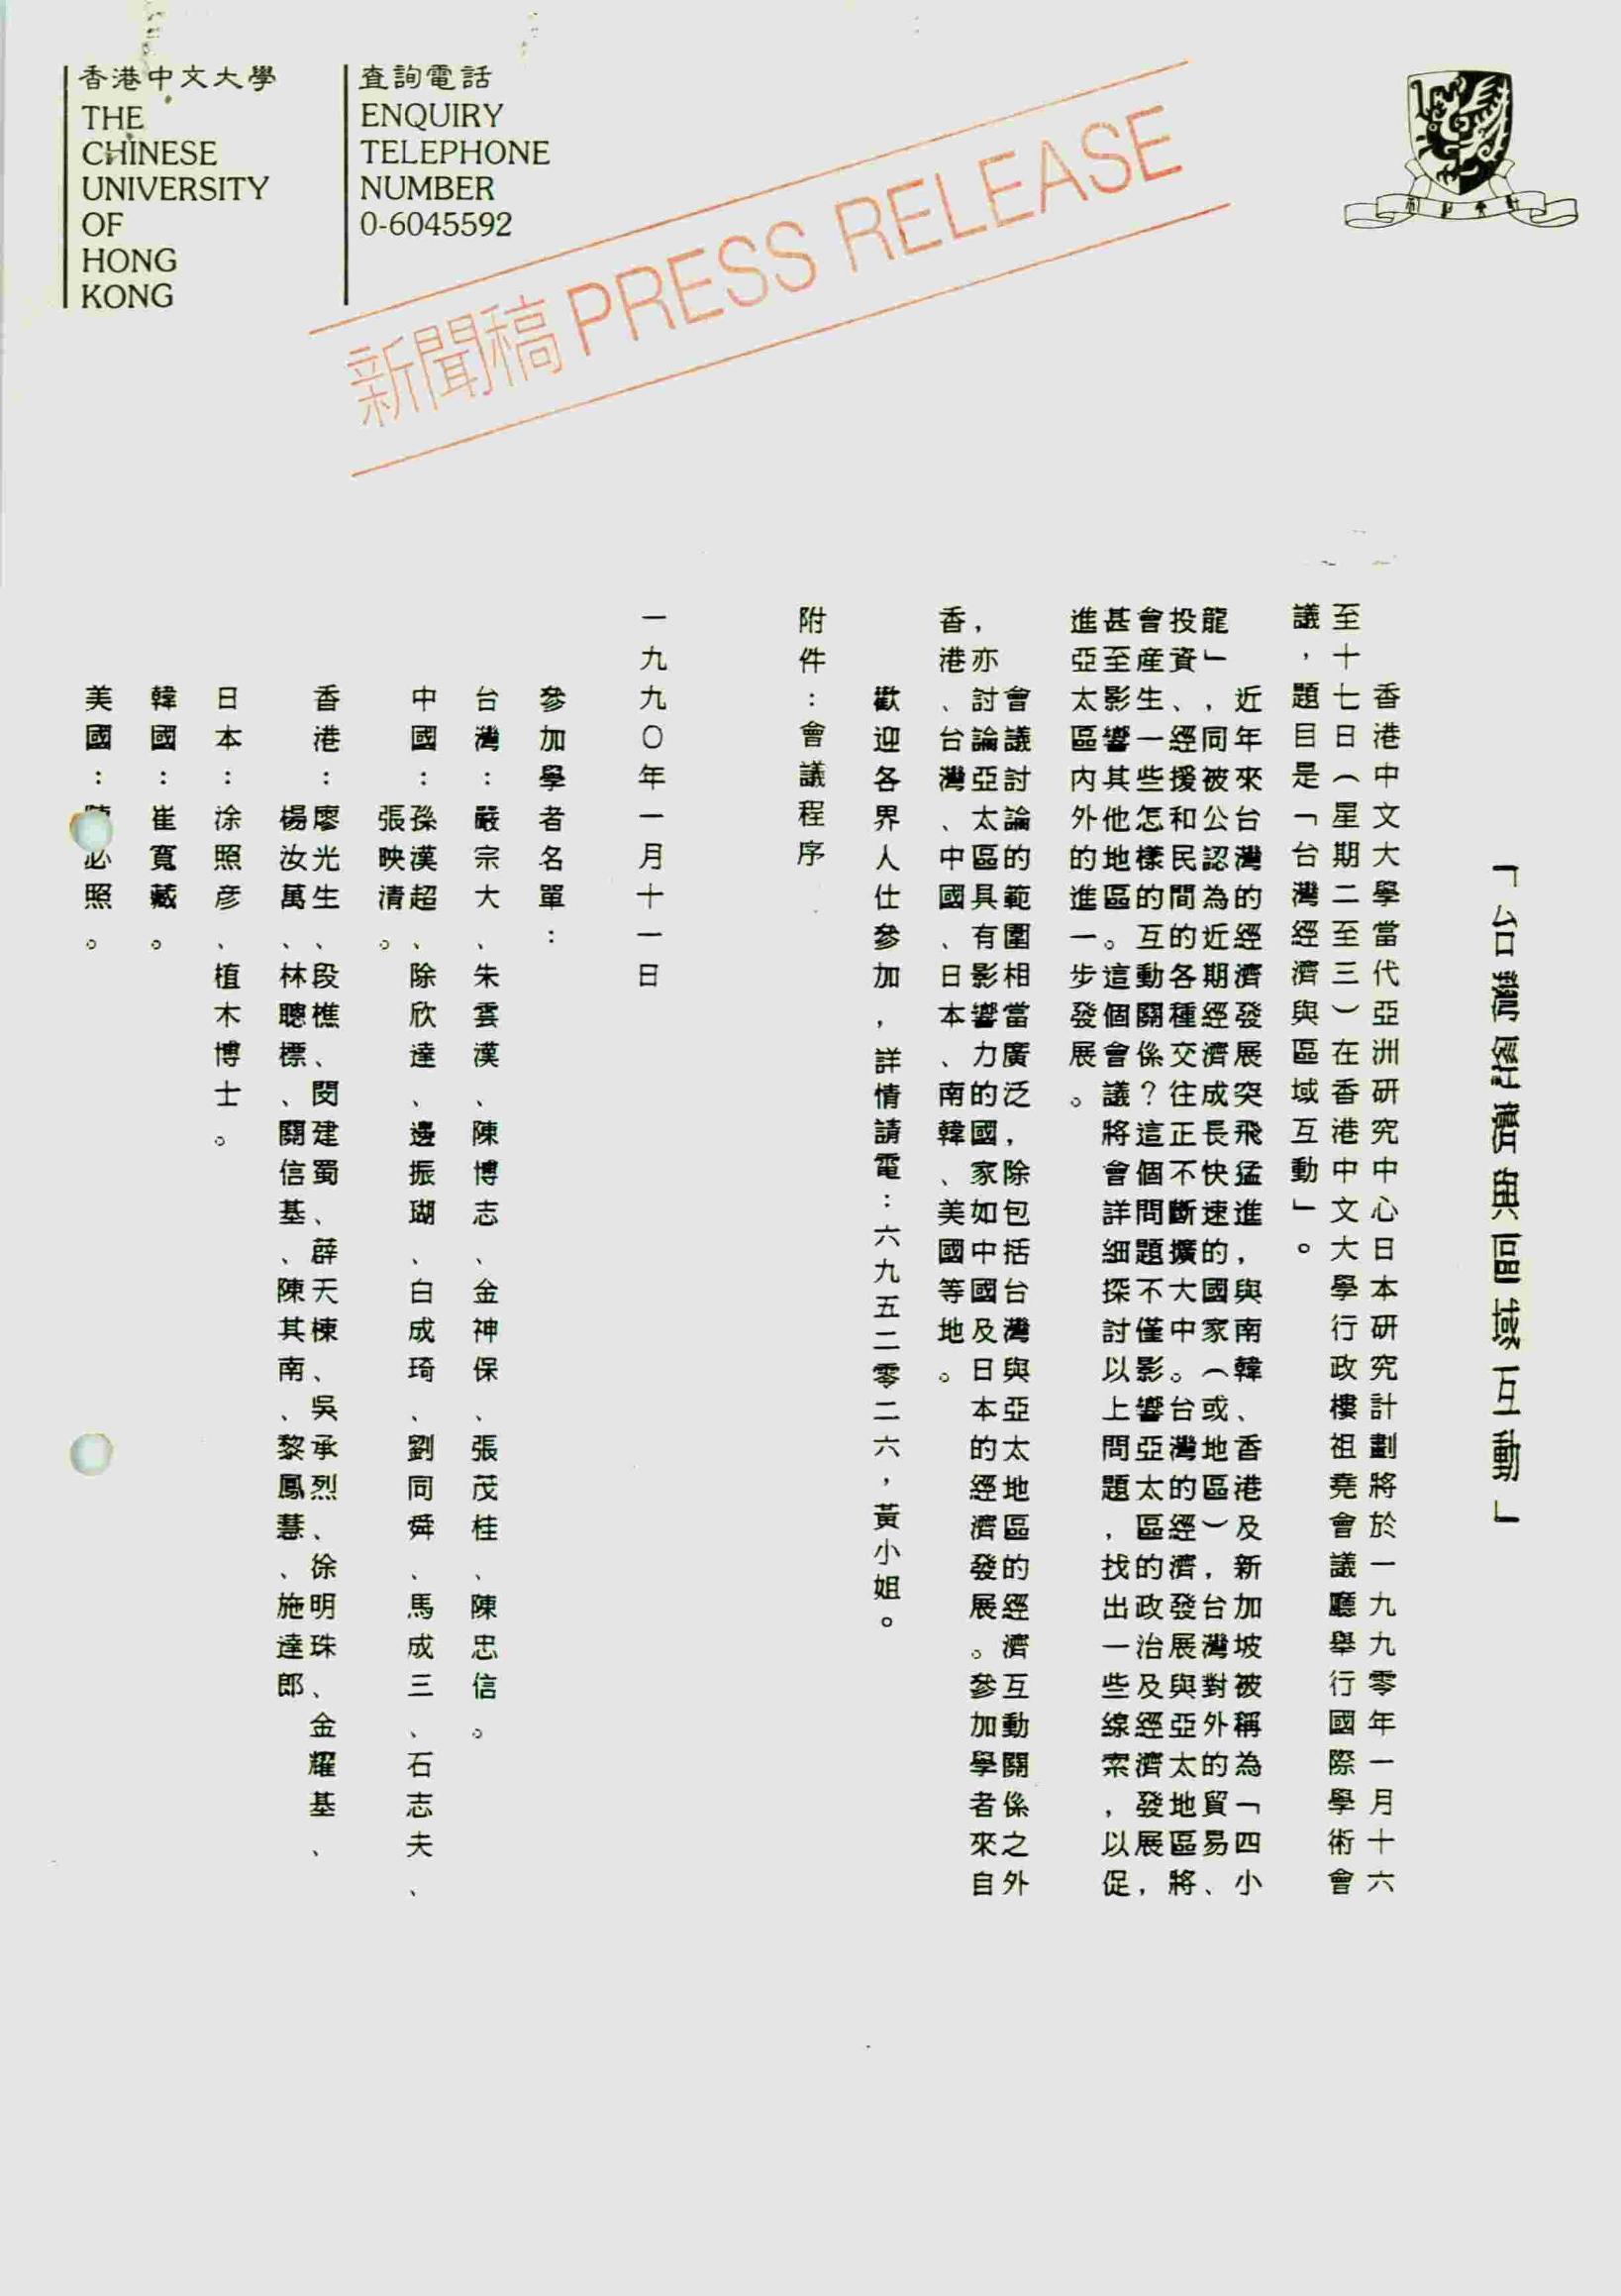 香港中文大學
THE
CHINESE
UNIVERSITY
OF
HONG
KONG
查詢電話
ENQUIRY
TELEPHONE
NUMBER
0-6045592
新聞稿 PRESS RELEASE
「台灣經濟與區域互動」
香港中文大學當代亞洲研究中心日本研究計劃將於一九九零年一月十六
至十七日（星期二至三）在香港中文大學行政樓祖堯會議廳舉行國際學術會
議，題目是「台灣經濟與區域互動」。
近年來台灣的經濟發展突飛猛進，與南韓、香港及新加坡被稱為「四小
龍」，同被公認為近期經濟成長快速的國家（或地區），台灣對外的貿易、
投資、經援和民間的各種交往正不斷擴大中。台灣的經濟發展與亞太地區將
會產生一些怎樣的互動關係？這個問題不僅影響亞太區的政治及經濟發展，
甚至影響其他地區。這個會議將會詳細探討以上問題，找出一些線索，以促
進亞太區內外的進一步發展。
會議討論的範圍相當廣泛，除包括台灣與亞太地區的經濟互動關係之外
，亦討論亞太區具有影響力的國家如中國及日本的經濟發展。參加學者來自
香港、台灣、中國、日本、南韓、美國等地。
歡迎各界人仕參加，詳情請電：六九五二零二六，黃小姐。
附件：會議程序
一九九〇年一月十一日
參加學者名單：
台灣：嚴宗大、朱雲漢、陳博志、金神保、張茂桂、陳忠信。
中國：孫漢超、除欣達、邊振瑚、白成琦、劉同舜、馬成三、石志夫、
張映清。
香港：廖光生、段樵、閔建蜀、薜天棟、吳承烈、徐明珠、金耀基、
楊汝萬、林聰標、關信基、陳其南、黎鳳慧、施達郎
日本：涂照彥、植木博士。
韓國：崔寬藏。
美國：必照。